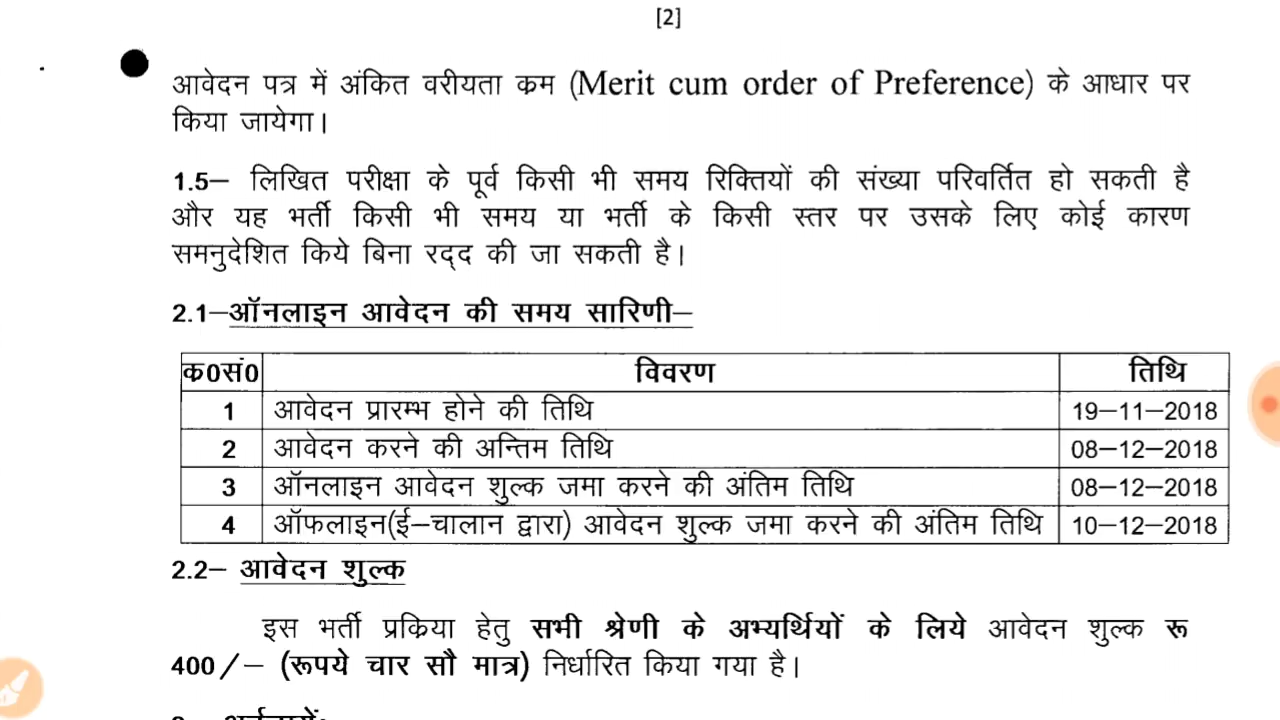 [2]
आवेदन पत्र में अंकित वरीयता कम (Merit cum order of Preference) के आधार पर
किया जायेगा।
1.5– लिखित परीक्षा के पूर्व किसी भी समय रिक्तियों की संख्या परिवर्तित हो सकती है
और यह भर्ती किसी भी समय या भर्ती के किसी स्तर पर उसके लिए कोई कारण
समनुदेशित किये बिना रद्द की जा सकती है।
2.1–ऑनलाइन आवेदन की समय सारिणी–
क0सं0 विवरण तिथि
1 आवेदन प्रारम्भ होने की तिथि 19–11–2018
2 आवेदन करने की अन्तिम तिथि 08–12–2018
3 ऑनलाइन आवेदन शुल्क जमा करने की अंतिम तिथि 08–12–2018
4 ऑफलाइन(ई–चालान द्वारा) आवेदन शुल्क जमा करने की अंतिम तिथि 10–12–2018
2.2– आवेदन शुल्क
इस भर्ती प्रकिया हेतु सभी श्रेणी के अभ्यर्थियों के लिये आवेदन शुल्क रू
400/– (रूपये चार सौ मात्र) निर्धारित किया गया है।